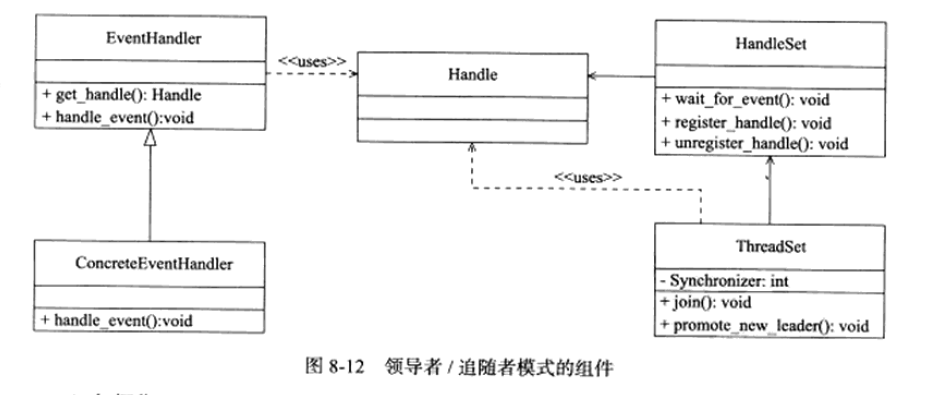 EventHandler
+ get_handle(): Handle
+ handle_event():void
<<uses>>
Handle
HandleSet
+ wait_for_event(): void
+ register_handle(): void
+ unregister_handle(): void
<<uses>>
ConcreteEventHandler
+ handle_event():void
ThreadSet
- Synchronizer: int
+ join(): void
+ promote_new_leader(): void
图 8-12 领导者 / 追随者模式的组件